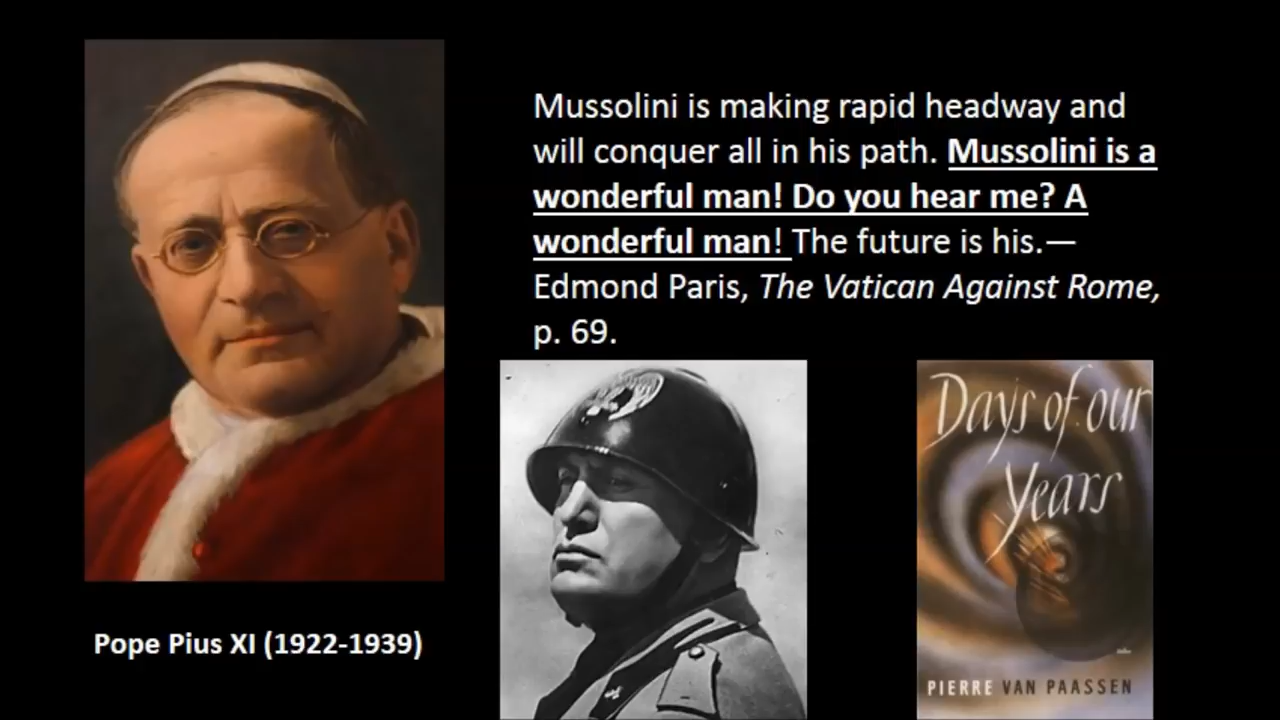 Mussolini is making rapid headway and
will conquer all in his path. Mussolini is a
wonderful man! Do you hear me? A
wonderful man! The future is his.—
Edmond Paris, The Vatican Against Rome,
p. 69.
Days of our
Years
PIERRE VAN PAASSEN
Pope Pius XI (1922-1939)